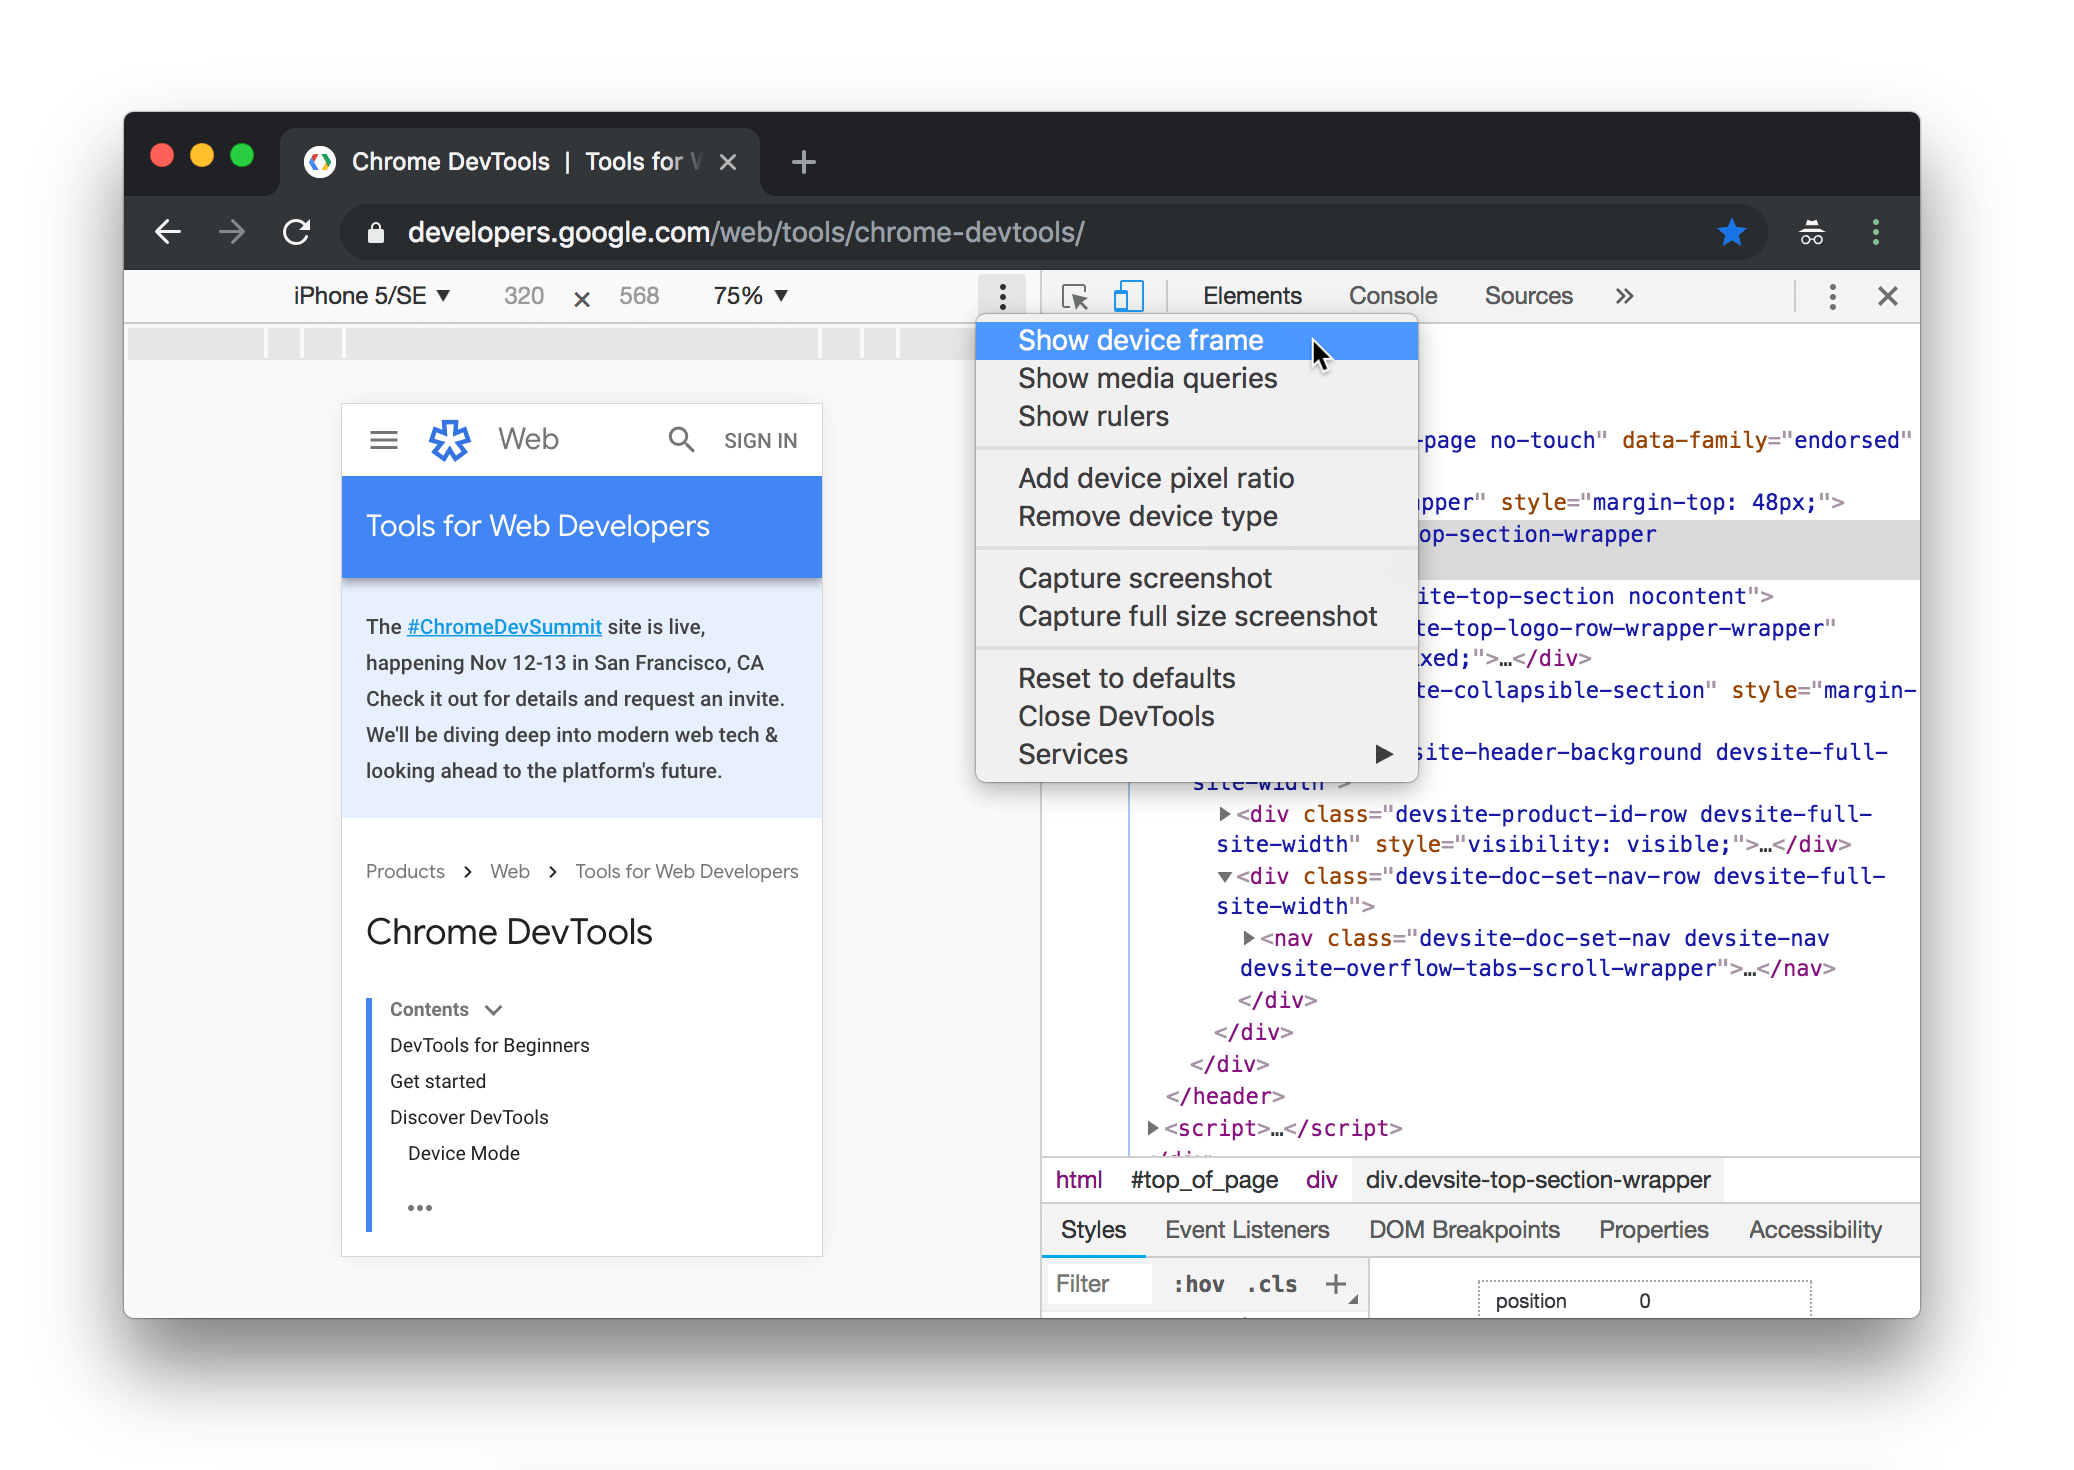 Chrome DevTools | Tools for W
developers.google.com/web/tools/chrome-devtools/
iPhone 5/SE 320 × 568 75%
Elements Console Sources »
Web SIGN IN
Tools for Web Developers
The #ChromeDevSummit site is live,
happening Nov 12-13 in San Francisco, CA
Check it out for details and request an invite.
We'll be diving deep into modern web tech &
looking ahead to the platform's future.
Products > Web > Tools for Web Developers
Chrome DevTools
Contents
DevTools for Beginners
Get started
Discover DevTools
Device Mode
•••
Show device frame
Show media queries
Show rulers
Add device pixel ratio
Remove device type
Capture screenshot
Capture full size screenshot
Reset to defaults
Close DevTools
Services
-page no-touch" data-family="endorsed"
pper" style="margin-top: 48px;">
op-section-wrapper
ite-top-section nocontent">
te-top-logo-row-wrapper-wrapper"
xed;">…</div>
te-collapsible-section" style="margin-
site-header-background devsite-full-
site-width">
<div class="devsite-product-id-row devsite-full-
site-width" style="visibility: visible;">…</div>
<div class="devsite-doc-set-nav-row devsite-full-
site-width">
<nav class="devsite-doc-set-nav devsite-nav
devsite-overflow-tabs-scroll-wrapper">…</nav>
</div>
</div>
</div>
</header>
<script>…</script>
html #top_of_page div div.devsite-top-section-wrapper
Styles Event Listeners DOM Breakpoints Properties Accessibility
Filter :hov .cls +
position 0